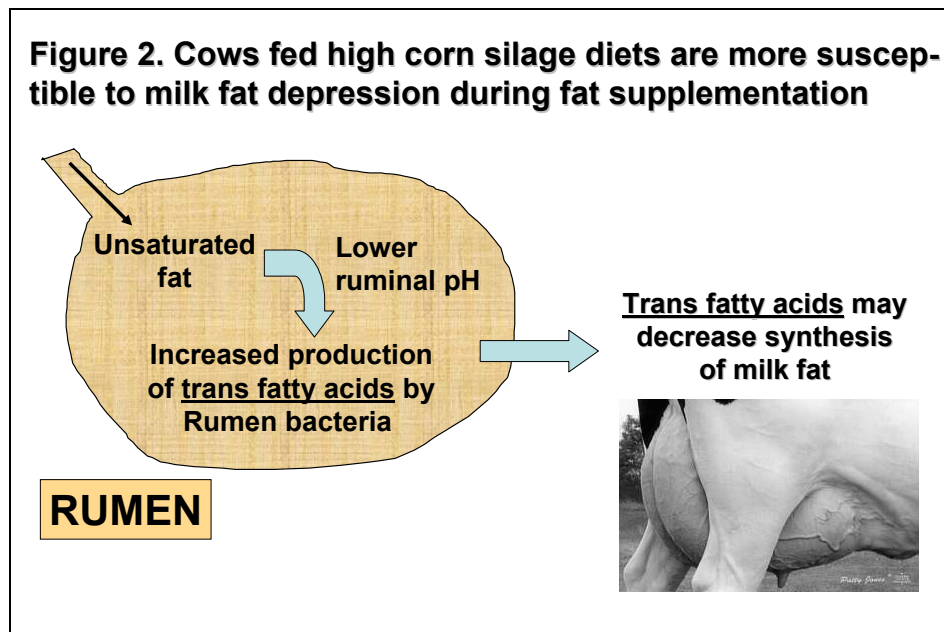 Figure 2. Cows fed high corn silage diets are more suscep-
tible to milk fat depression during fat supplementation
Unsaturated
fat
Lower
ruminal pH
Increased production
of trans fatty acids by
Rumen bacteria
Trans fatty acids may
decrease synthesis
of milk fat
RUMEN
Patty Jones